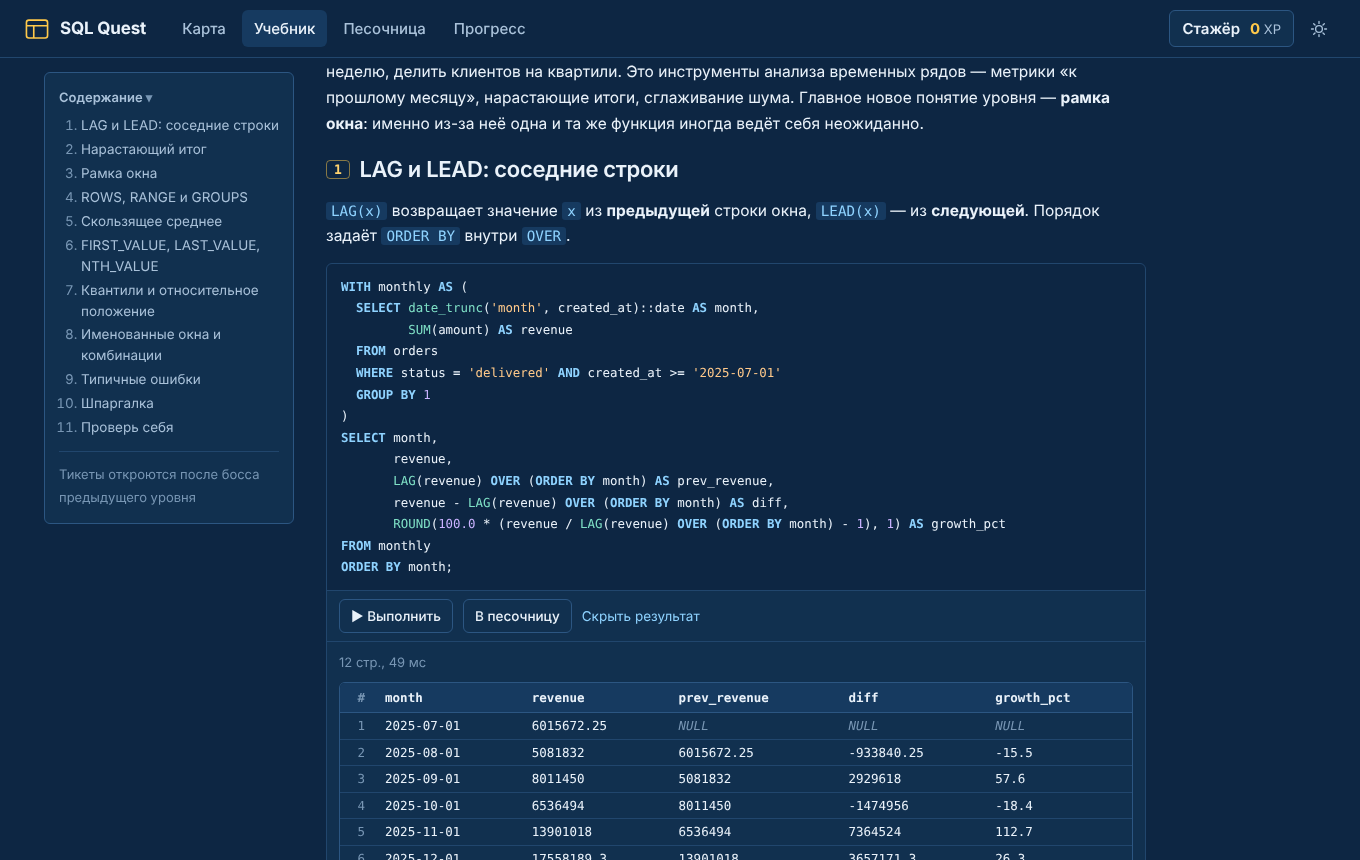 SQL Quest
Карта
Учебник
Песочница
Прогресс
Стажёр 0 XP
неделю, делить клиентов на квартили. Это инструменты анализа временных рядов — метрики «к
прошлому месяцу», нарастающие итоги, сглаживание шума. Главное новое понятие уровня — рамка
окна: именно из-за неё одна и та же функция иногда ведёт себя неожиданно.
Содержание ▾
1. LAG и LEAD: соседние строки
2. Нарастающий итог
3. Рамка окна
4. ROWS, RANGE и GROUPS
5. Скользящее среднее
6. FIRST_VALUE, LAST_VALUE,
NTH_VALUE
7. Квантили и относительное
положение
8. Именованные окна и
комбинации
9. Типичные ошибки
10. Шпаргалка
11. Проверь себя
Тикеты откроются после босса
предыдущего уровня
1 LAG и LEAD: соседние строки
LAG(x) возвращает значение x из предыдущей строки окна, LEAD(x) — из следующей. Порядок
задаёт ORDER BY внутри OVER.
WITH monthly AS (
  SELECT date_trunc('month', created_at)::date AS month,
         SUM(amount) AS revenue
  FROM orders
  WHERE status = 'delivered' AND created_at >= '2025-07-01'
  GROUP BY 1
)
SELECT month,
       revenue,
       LAG(revenue) OVER (ORDER BY month) AS prev_revenue,
       revenue - LAG(revenue) OVER (ORDER BY month) AS diff,
       ROUND(100.0 * (revenue / LAG(revenue) OVER (ORDER BY month) - 1), 1) AS growth_pct
FROM monthly
ORDER BY month;
▶ Выполнить
В песочницу
Скрыть результат
12 стр., 49 мс
# month revenue prev_revenue diff growth_pct
1 2025-07-01 6015672.25 NULL NULL NULL
2 2025-08-01 5081832 6015672.25 -933840.25 -15.5
3 2025-09-01 8011450 5081832 2929618 57.6
4 2025-10-01 6536494 8011450 -1474956 -18.4
5 2025-11-01 13901018 6536494 7364524 112.7
6 2025-12-01 17558189.3 13901018 3657171.3 26.3